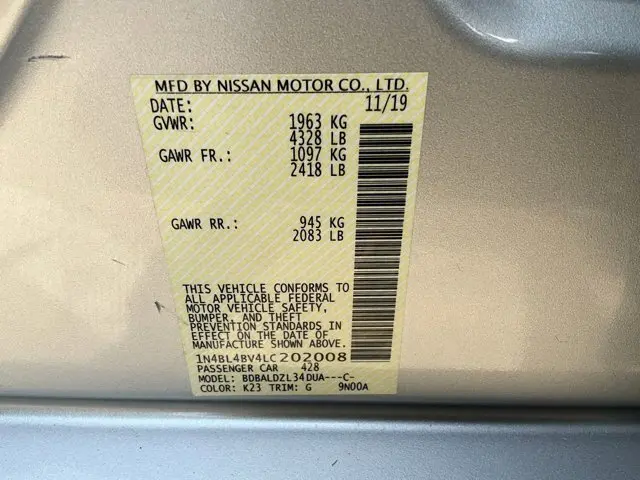 MFD BY NISSAN MOTOR CO., LTD.
DATE: 11/19
GVWR: 1963 KG
4328 LB
GAWR FR.: 1097 KG
2418 LB
GAWR RR.: 945 KG
2083 LB
THIS VEHICLE CONFORMS TO
ALL APPLICABLE FEDERAL
MOTOR VEHICLE SAFETY,
BUMPER, AND THEFT
PREVENTION STANDARDS IN
EFFECT ON THE DATE OF
MANUFACTURE SHOWN ABOVE.
1N4BL4BV4LC202008
PASSENGER CAR 428
MODEL: BDBALDZL34DUA---C-
COLOR: K23 TRIM: G 9N00A